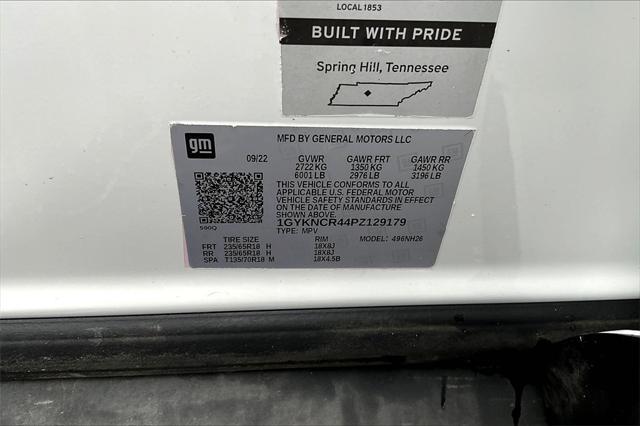 LOCAL 1853
BUILT WITH PRIDE
Spring Hill, Tennessee
gm
MFD BY GENERAL MOTORS LLC
09/22 GVWR GAWR FRT GAWR RR
2722 KG 1350 KG 1450 KG
6001 LB 2976 LB 3196 LB
THIS VEHICLE CONFORMS TO ALL
APPLICABLE U.S. FEDERAL MOTOR
VEHICLE SAFETY STANDARDS IN EFFECT
ON THE DATE OF MANUFACTURE SHOWN ABOVE.
1GYKNCR44PZ129179
TYPE: MPV
TIRE SIZE RIM MODEL: 496NH26
FRT 235/65R18 H 18X8J
RR 235/65R18 H 18X8J
SPA T135/70R18 M 18X4.5B